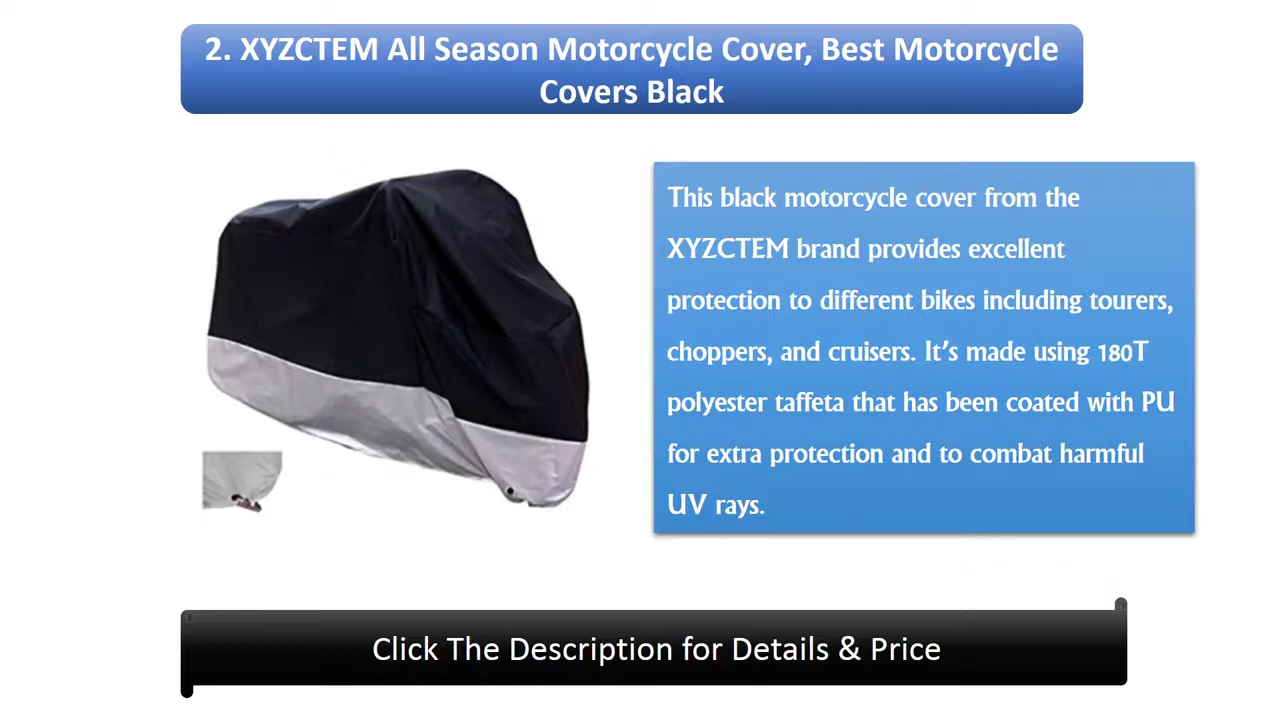 2. XYZCTEM All Season Motorcycle Cover, Best Motorcycle
Covers Black
This black motorcycle cover from the
XYZCTEM brand provides excellent
protection to different bikes including tourers,
choppers, and cruisers. It’s made using 180T
polyester taffeta that has been coated with PU
for extra protection and to combat harmful
UV rays.
Click The Description for Details & Price